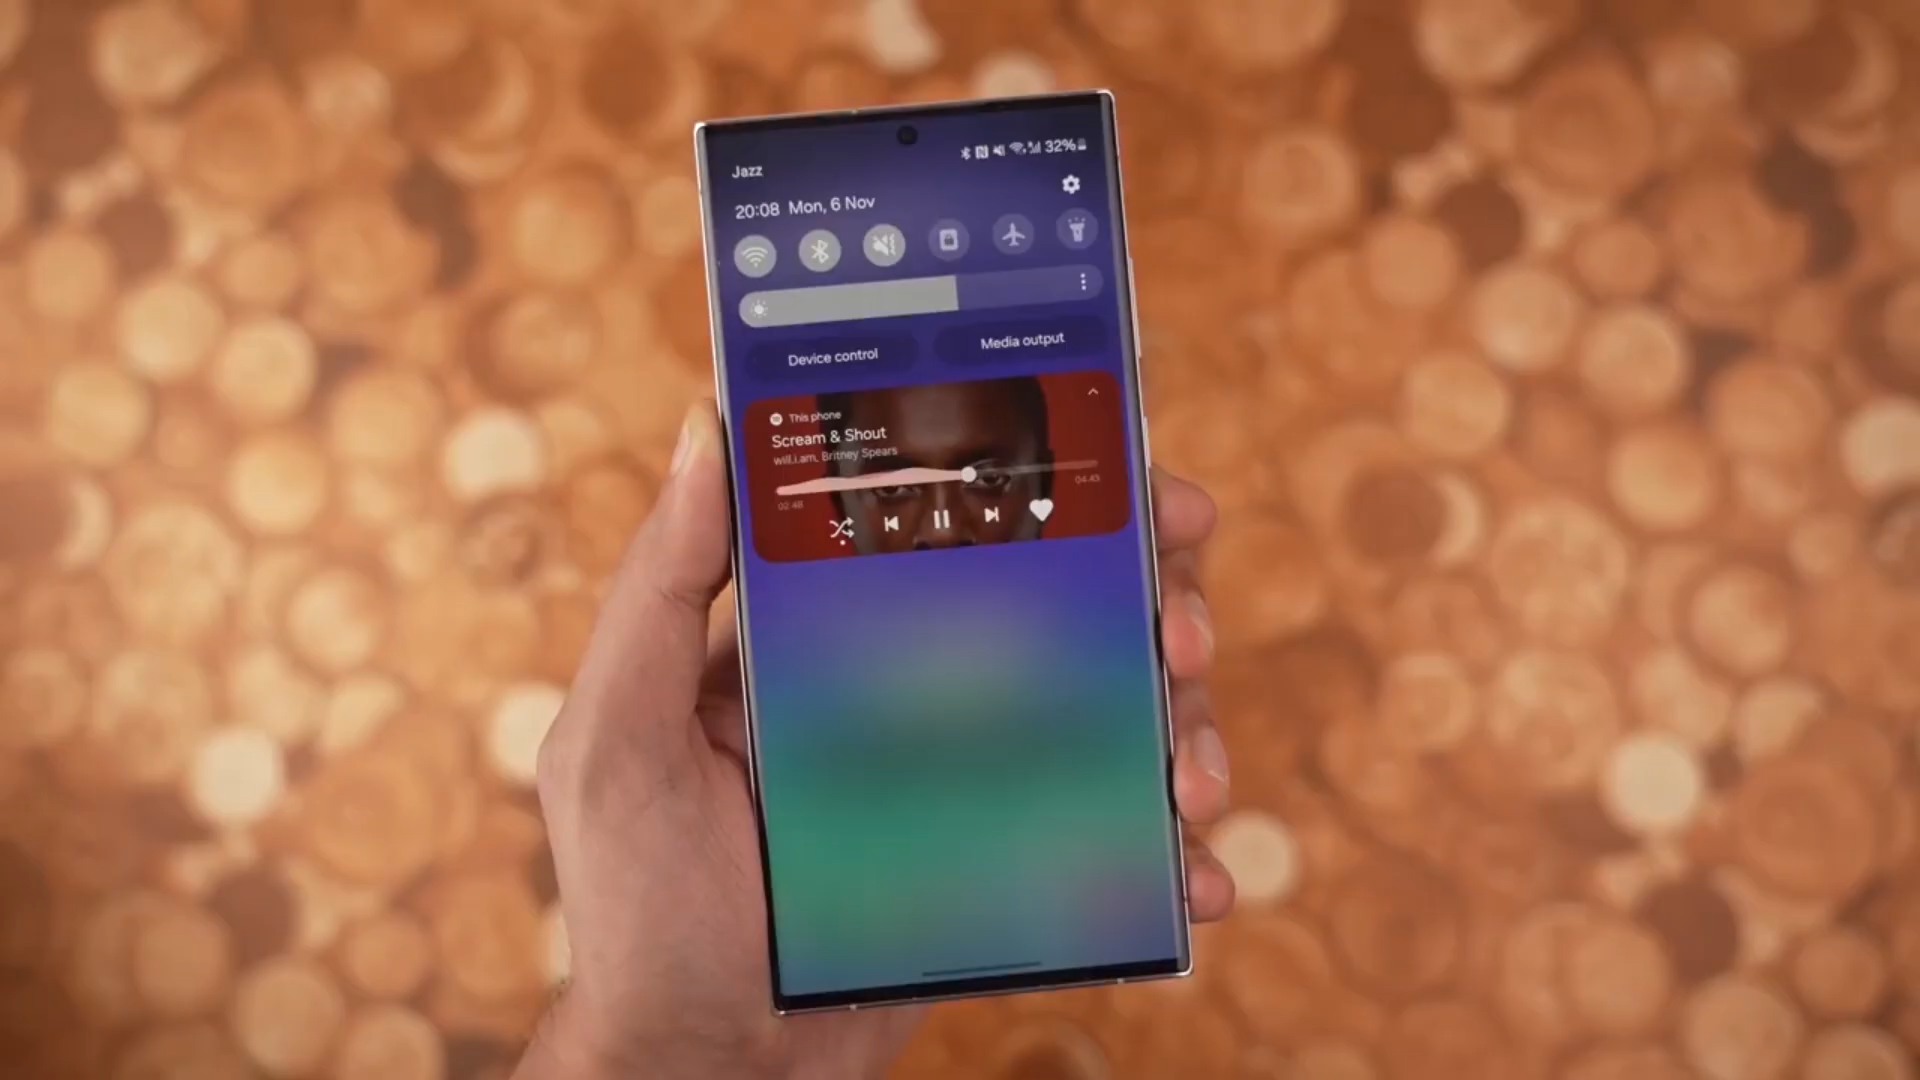 Jazz
32%
20:08 Mon, 6 Nov
Device control
Media output
This phone
Scream & Shout
will.i.am, Britney Spears
02:48
04:43